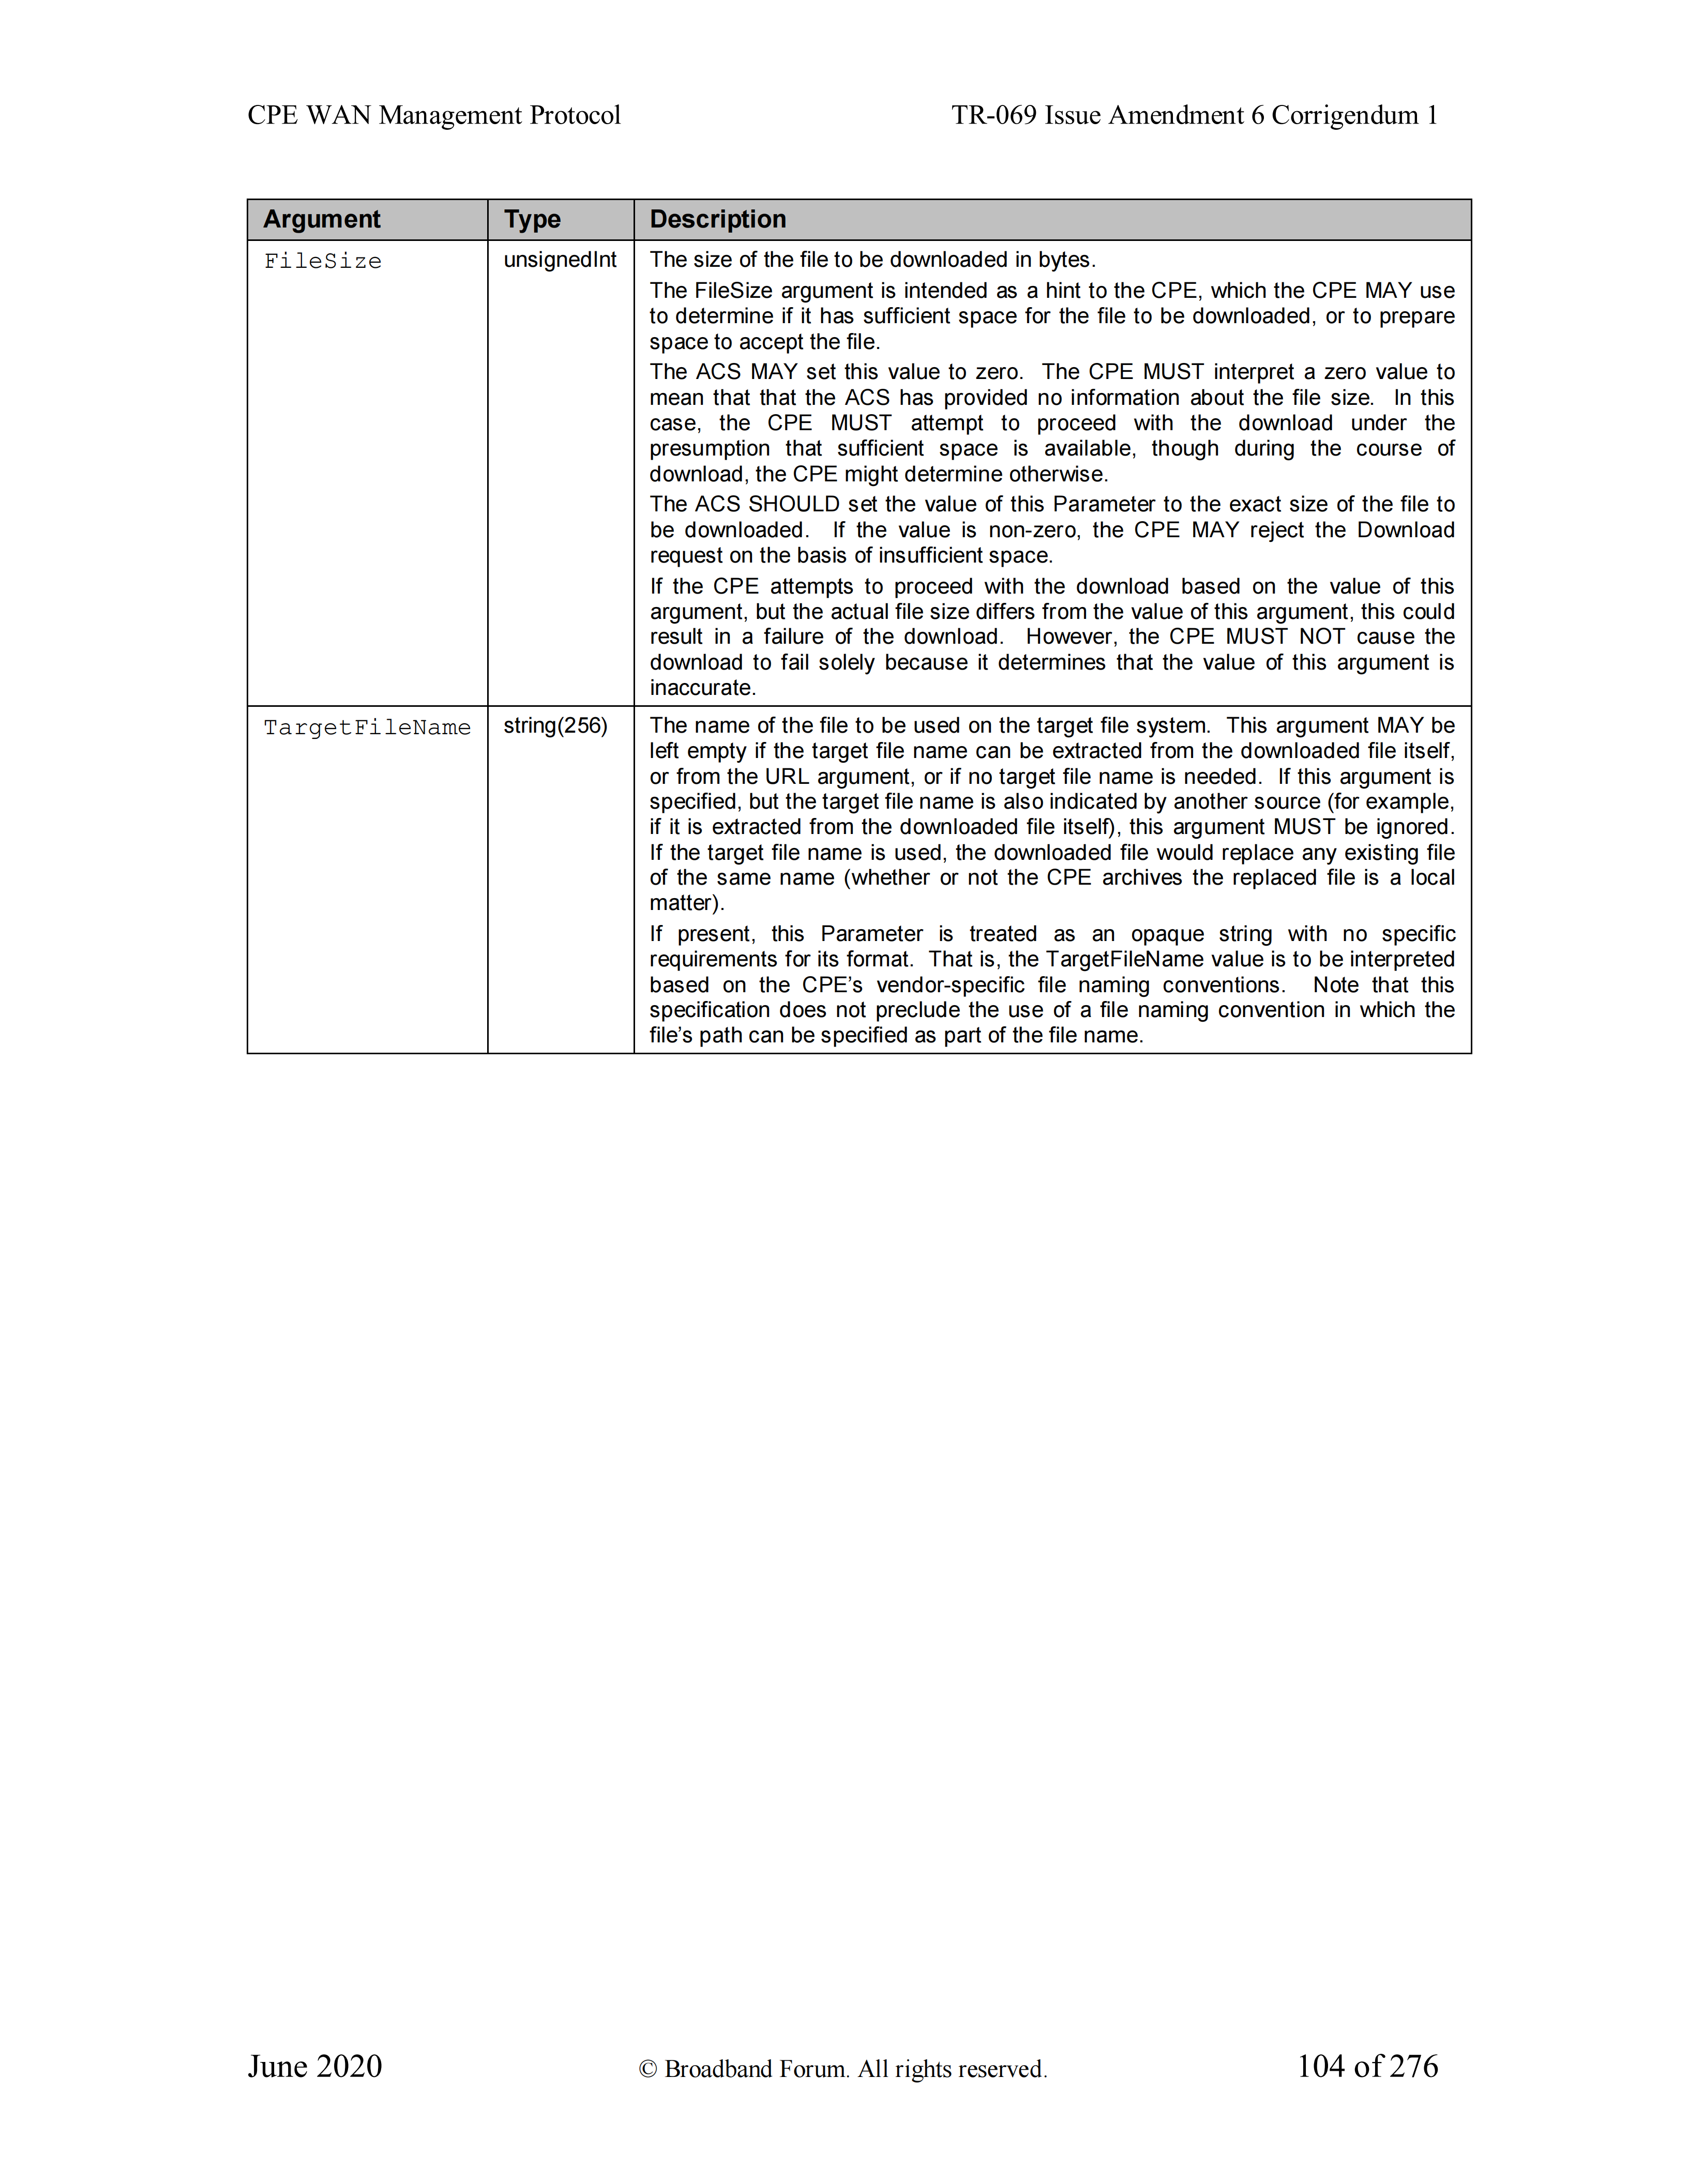 CPE WAN Management Protocol TR-069 Issue Amendment 6 Corrigendum 1
Argument Type Description
FileSize unsignedInt The size of the file to be downloaded in bytes.
The FileSize argument is intended as a hint to the CPE, which the CPE MAY use
to determine if it has sufficient space for the file to be downloaded, or to prepare
space to accept the file.
The ACS MAY set this value to zero. The CPE MUST interpret a zero value to
mean that that the ACS has provided no information about the file size. In this
case, the CPE MUST attempt to proceed with the download under the
presumption that sufficient space is available, though during the course of
download, the CPE might determine otherwise.
The ACS SHOULD set the value of this Parameter to the exact size of the file to
be downloaded. If the value is non-zero, the CPE MAY reject the Download
request on the basis of insufficient space.
If the CPE attempts to proceed with the download based on the value of this
argument, but the actual file size differs from the value of this argument, this could
result in a failure of the download. However, the CPE MUST NOT cause the
download to fail solely because it determines that the value of this argument is
inaccurate.
TargetFileName string(256) The name of the file to be used on the target file system. This argument MAY be
left empty if the target file name can be extracted from the downloaded file itself,
or from the URL argument, or if no target file name is needed. If this argument is
specified, but the target file name is also indicated by another source (for example,
if it is extracted from the downloaded file itself), this argument MUST be ignored.
If the target file name is used, the downloaded file would replace any existing file
of the same name (whether or not the CPE archives the replaced file is a local
matter).
If present, this Parameter is treated as an opaque string with no specific
requirements for its format. That is, the TargetFileName value is to be interpreted
based on the CPE’s vendor-specific file naming conventions. Note that this
specification does not preclude the use of a file naming convention in which the
file’s path can be specified as part of the file name.
June 2020 © Broadband Forum. All rights reserved. 104 of 276